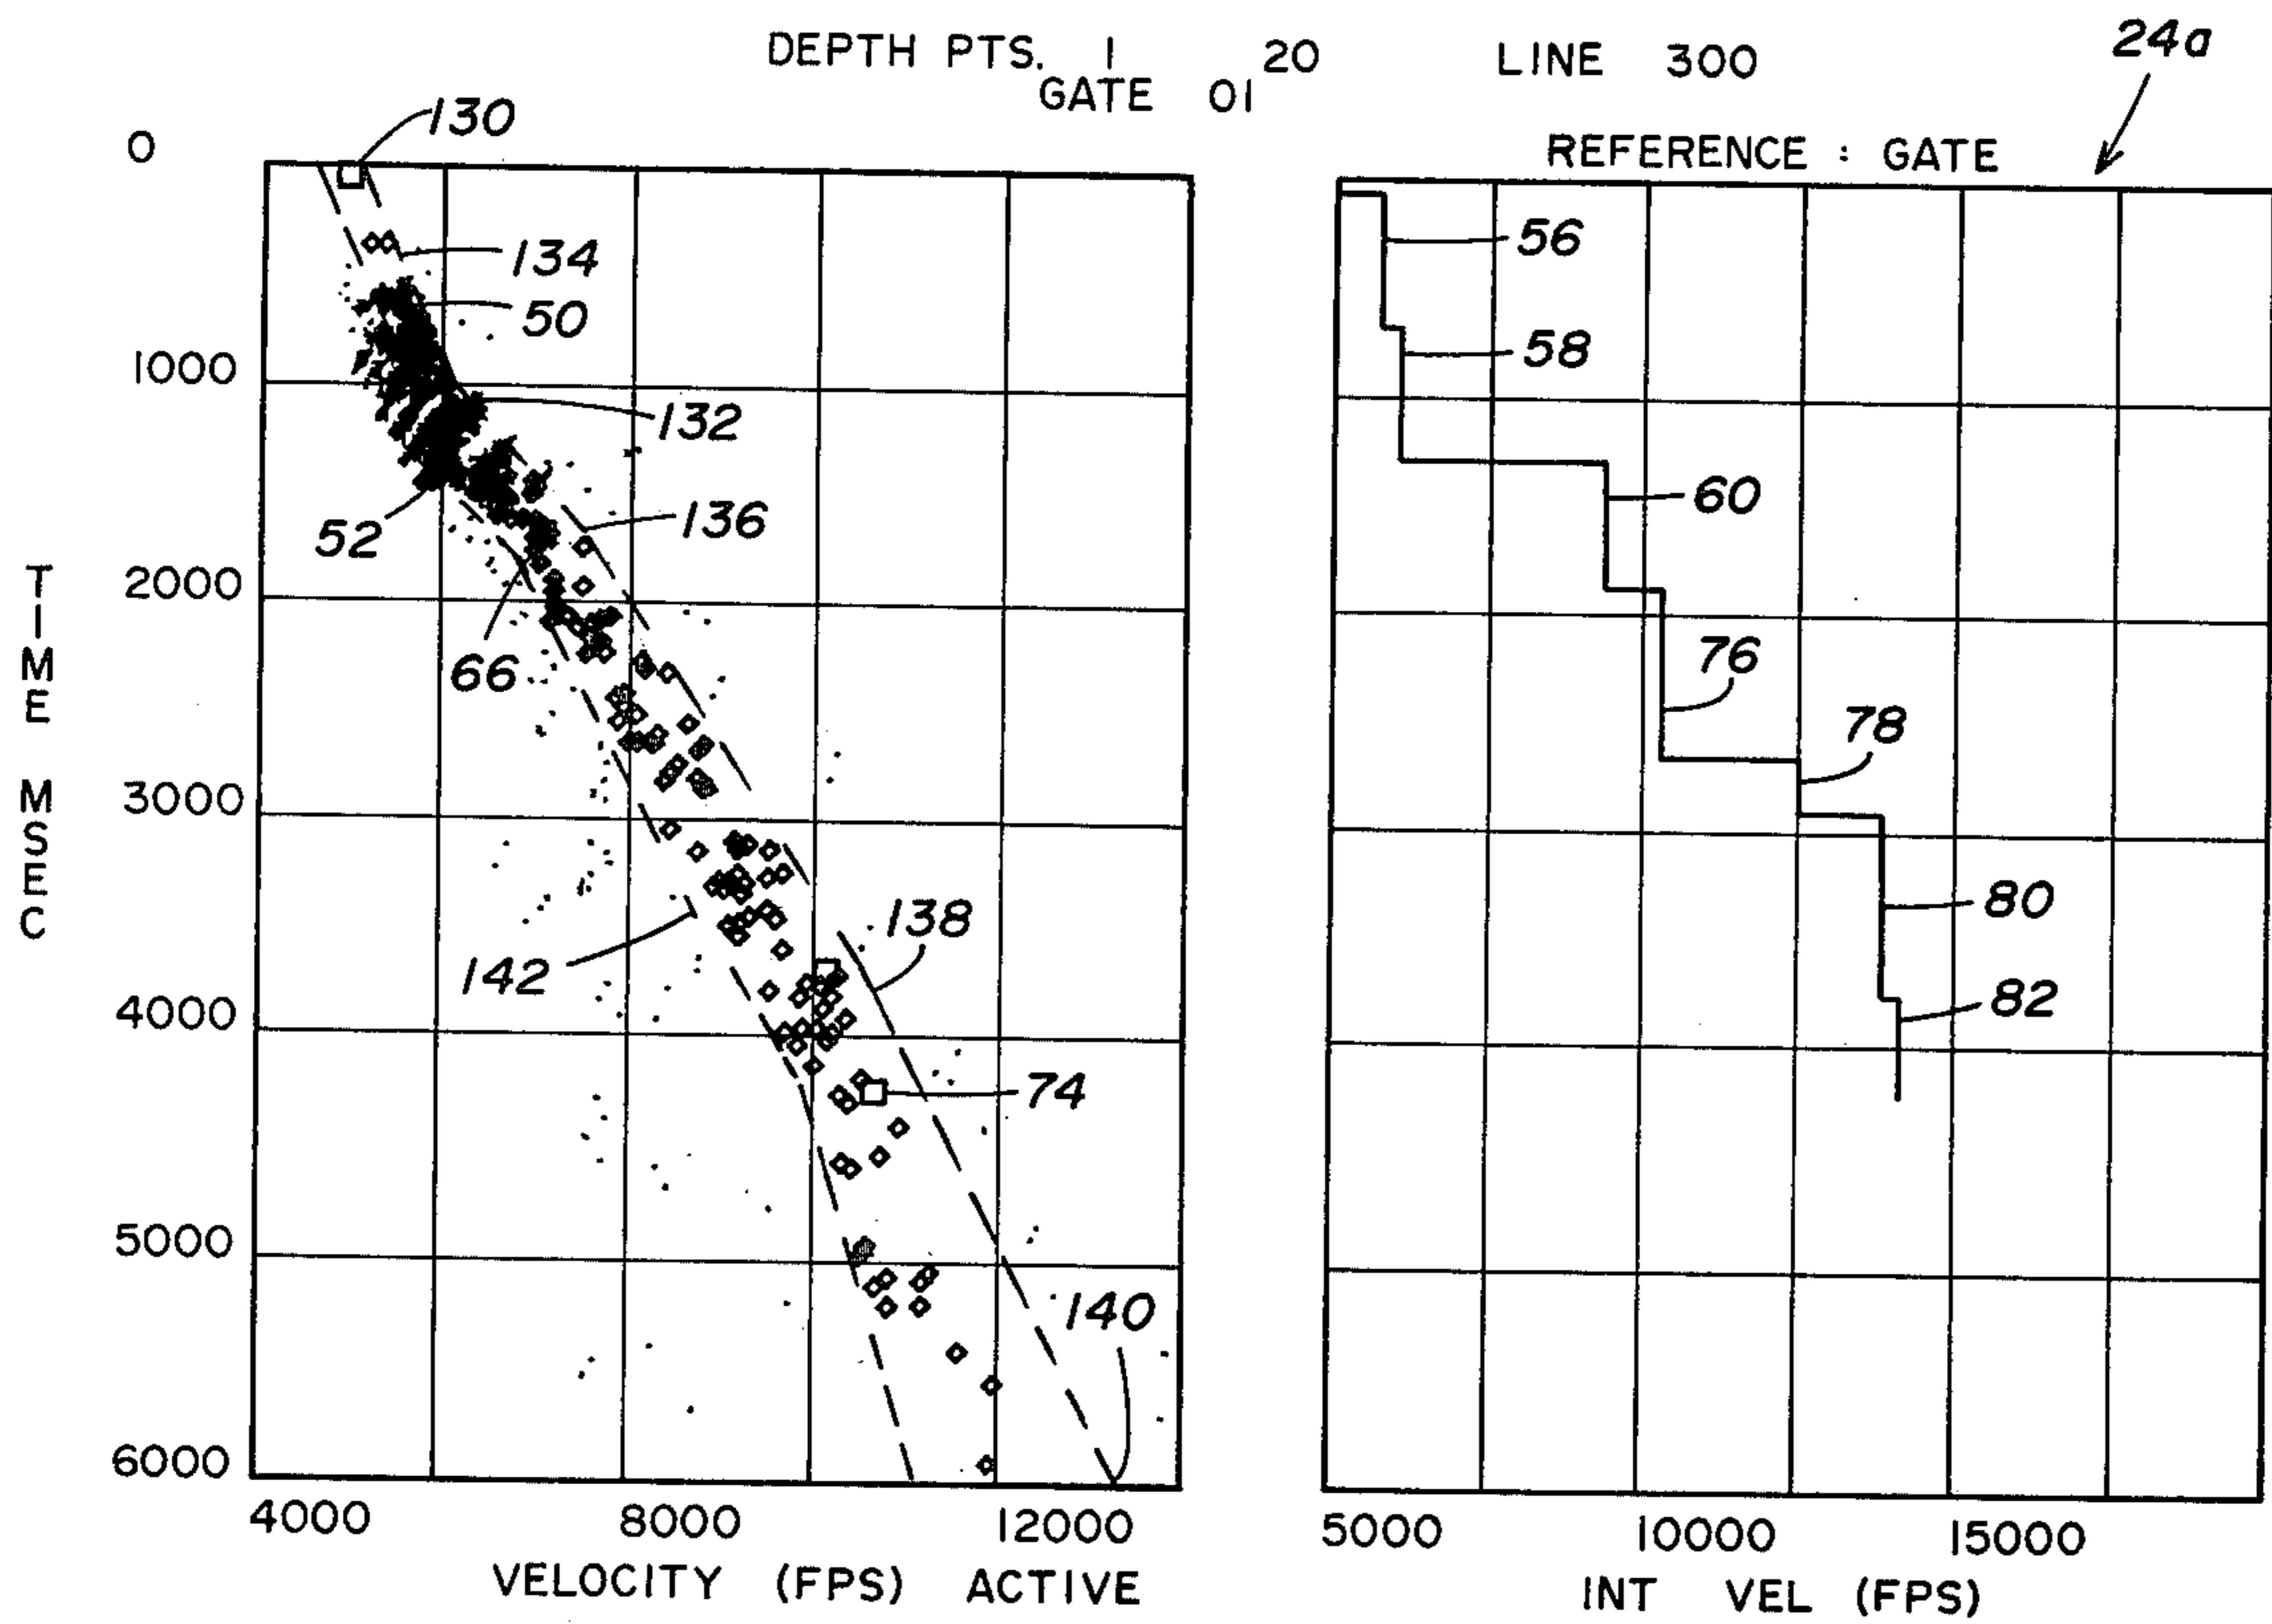 DEPTH PTS. 1 20 LINE 300
GATE 01
24a
REFERENCE : GATE
0
1000
2000
3000
4000
5000
6000
TIME MSEC
130
134
50
132
52
136
66
142
138
74
140
4000 8000 12000
VELOCITY (FPS) ACTIVE
56
58
60
76
78
80
82
5000 10000 15000
INT VEL (FPS)